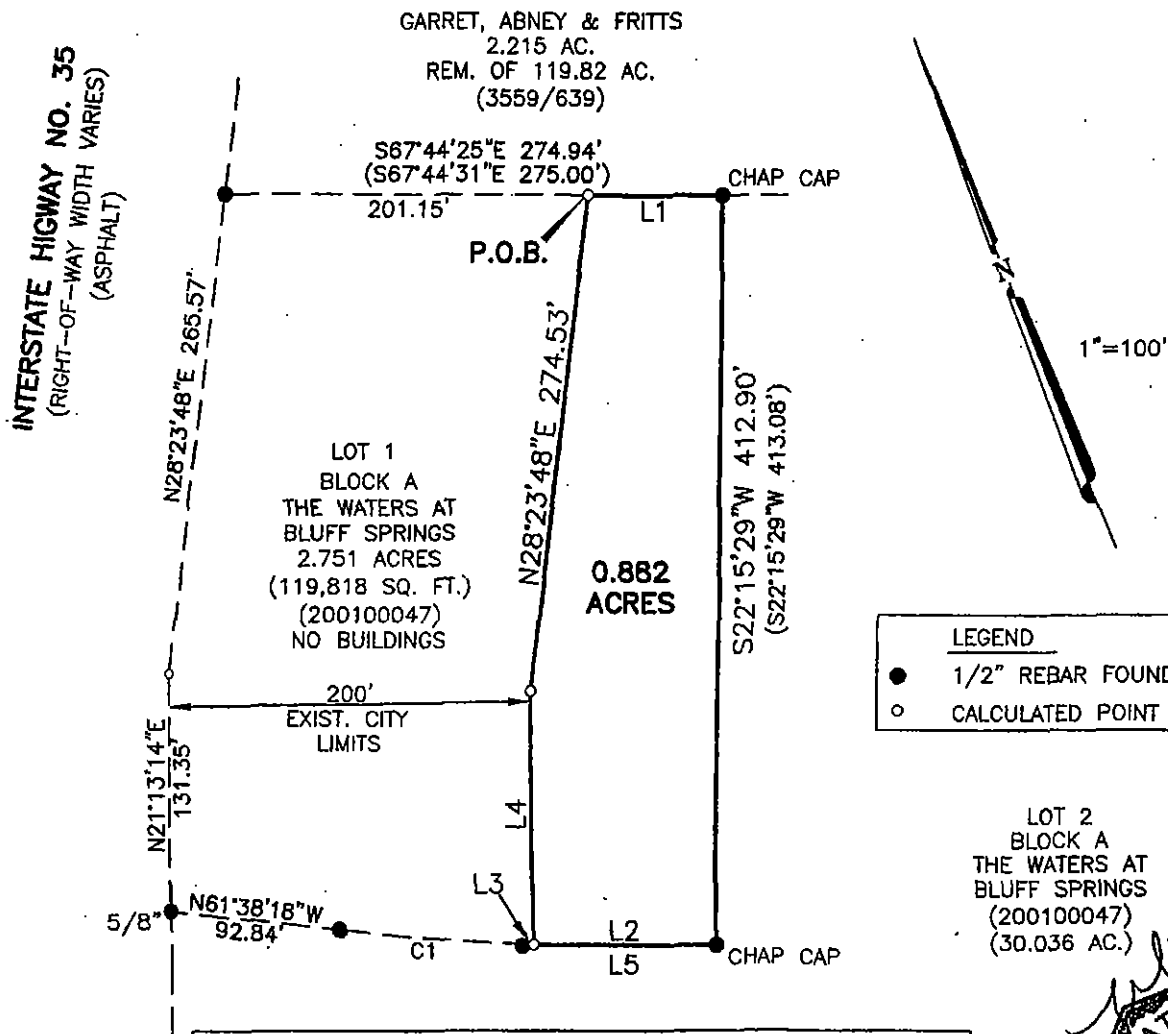 GARRET, ABNEY & FRITTS
2.215 AC.
REM. OF 119.82 AC.
(3559/639)
INTERSTATE HIGWAY NO. 35
(RIGHT-OF-WAY WIDTH VARIES)
(ASPHALT)
S67°44'25"E 274.94'
(S67°44'31"E 275.00')
201.15'
L1
CHAP CAP
P.O.B.
N
1"=100'
N28°23'48"E 265.57'
N28°23'48"E 274.53'
S22°15'29"W 412.90'
(S22°15'29"W 413.08')
LOT 1
BLOCK A
THE WATERS AT
BLUFF SPRINGS
2.751 ACRES
(119,818 SQ. FT.)
(200100047)
NO BUILDINGS
0.882
ACRES
LEGEND
1/2" REBAR FOUND
CALCULATED POINT
200'
EXIST. CITY
LIMITS
N21°13'14"E
131.35'
L4
L3
5/8"
N61°38'18"W
92.84'
C1
L2
L5
CHAP CAP
LOT 2
BLOCK A
THE WATERS AT
BLUFF SPRINGS
(200100047)
(30.036 AC.)